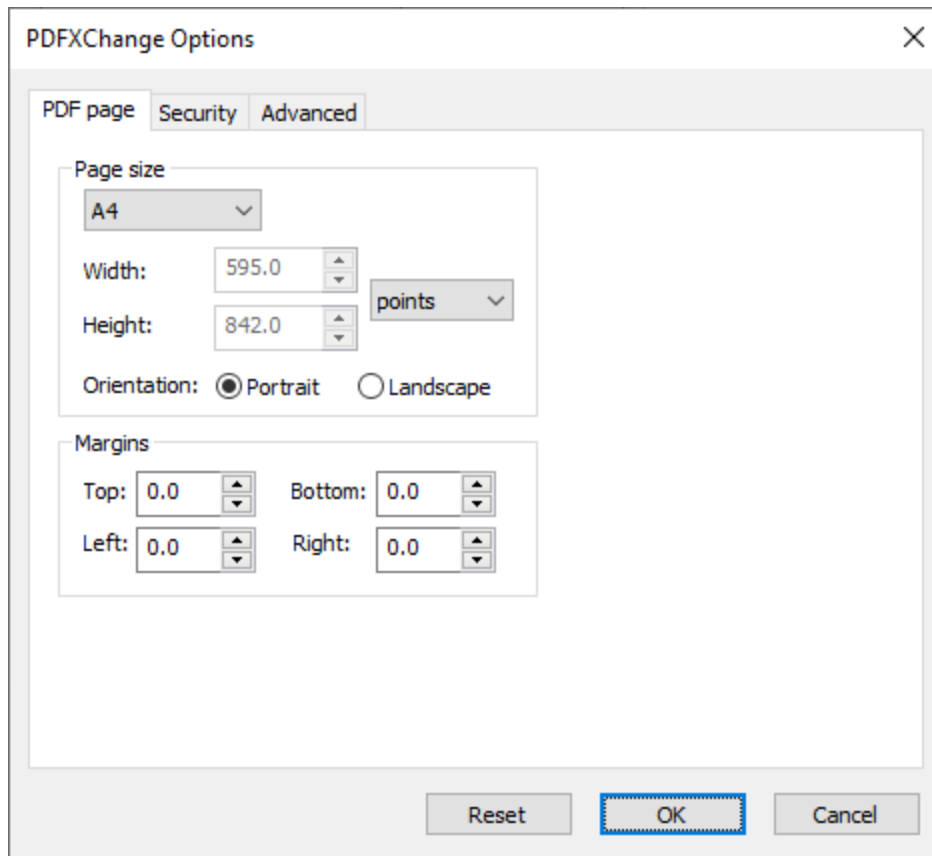 PDFXChange Options
PDF page Security Advanced
Page size
A4
Width: 595.0
points
Height: 842.0
Orientation: Portrait Landscape
Margins
Top: 0.0 Bottom: 0.0
Left: 0.0 Right: 0.0
Reset OK Cancel